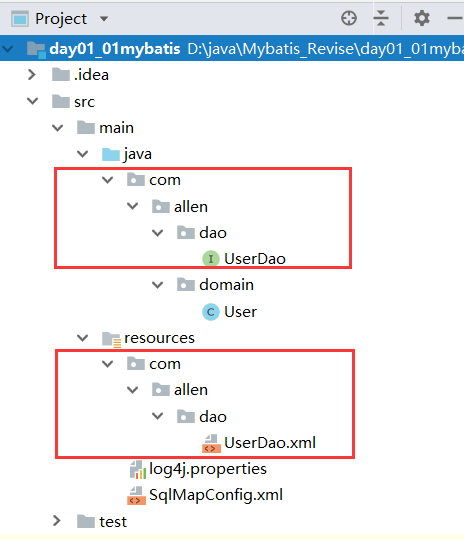 Project
day01_01mybatis D:\java\Mybatis_Revise\day01_01myba
.idea
src
main
java
com
allen
dao
UserDao
domain
User
resources
com
allen
dao
UserDao.xml
log4j.properties
SqlMapConfig.xml
test